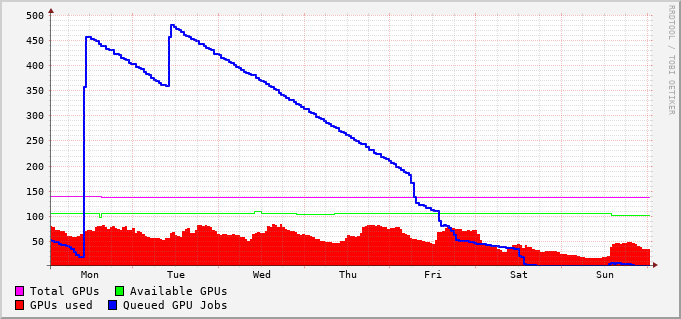 500
450
400
350
300
250
200
150
100
50
Mon Tue Wed Thu Fri Sat Sun
Total GPUs Available GPUs
GPUs used Queued GPU Jobs
RRDTOOL / TOBI OETIKER